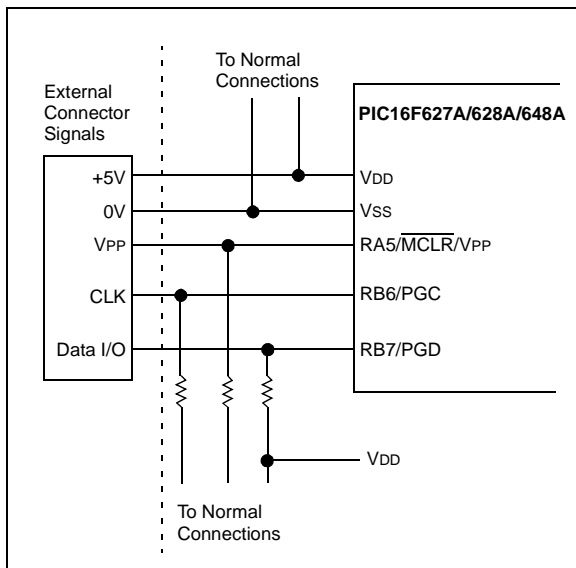 To Normal
Connections
External
Connector
Signals
PIC16F627A/628A/648A
+5V
VDD
0V
VSS
VPP
RA5/MCLR/VPP
CLK
RB6/PGC
Data I/O
RB7/PGD
VDD
To Normal
Connections